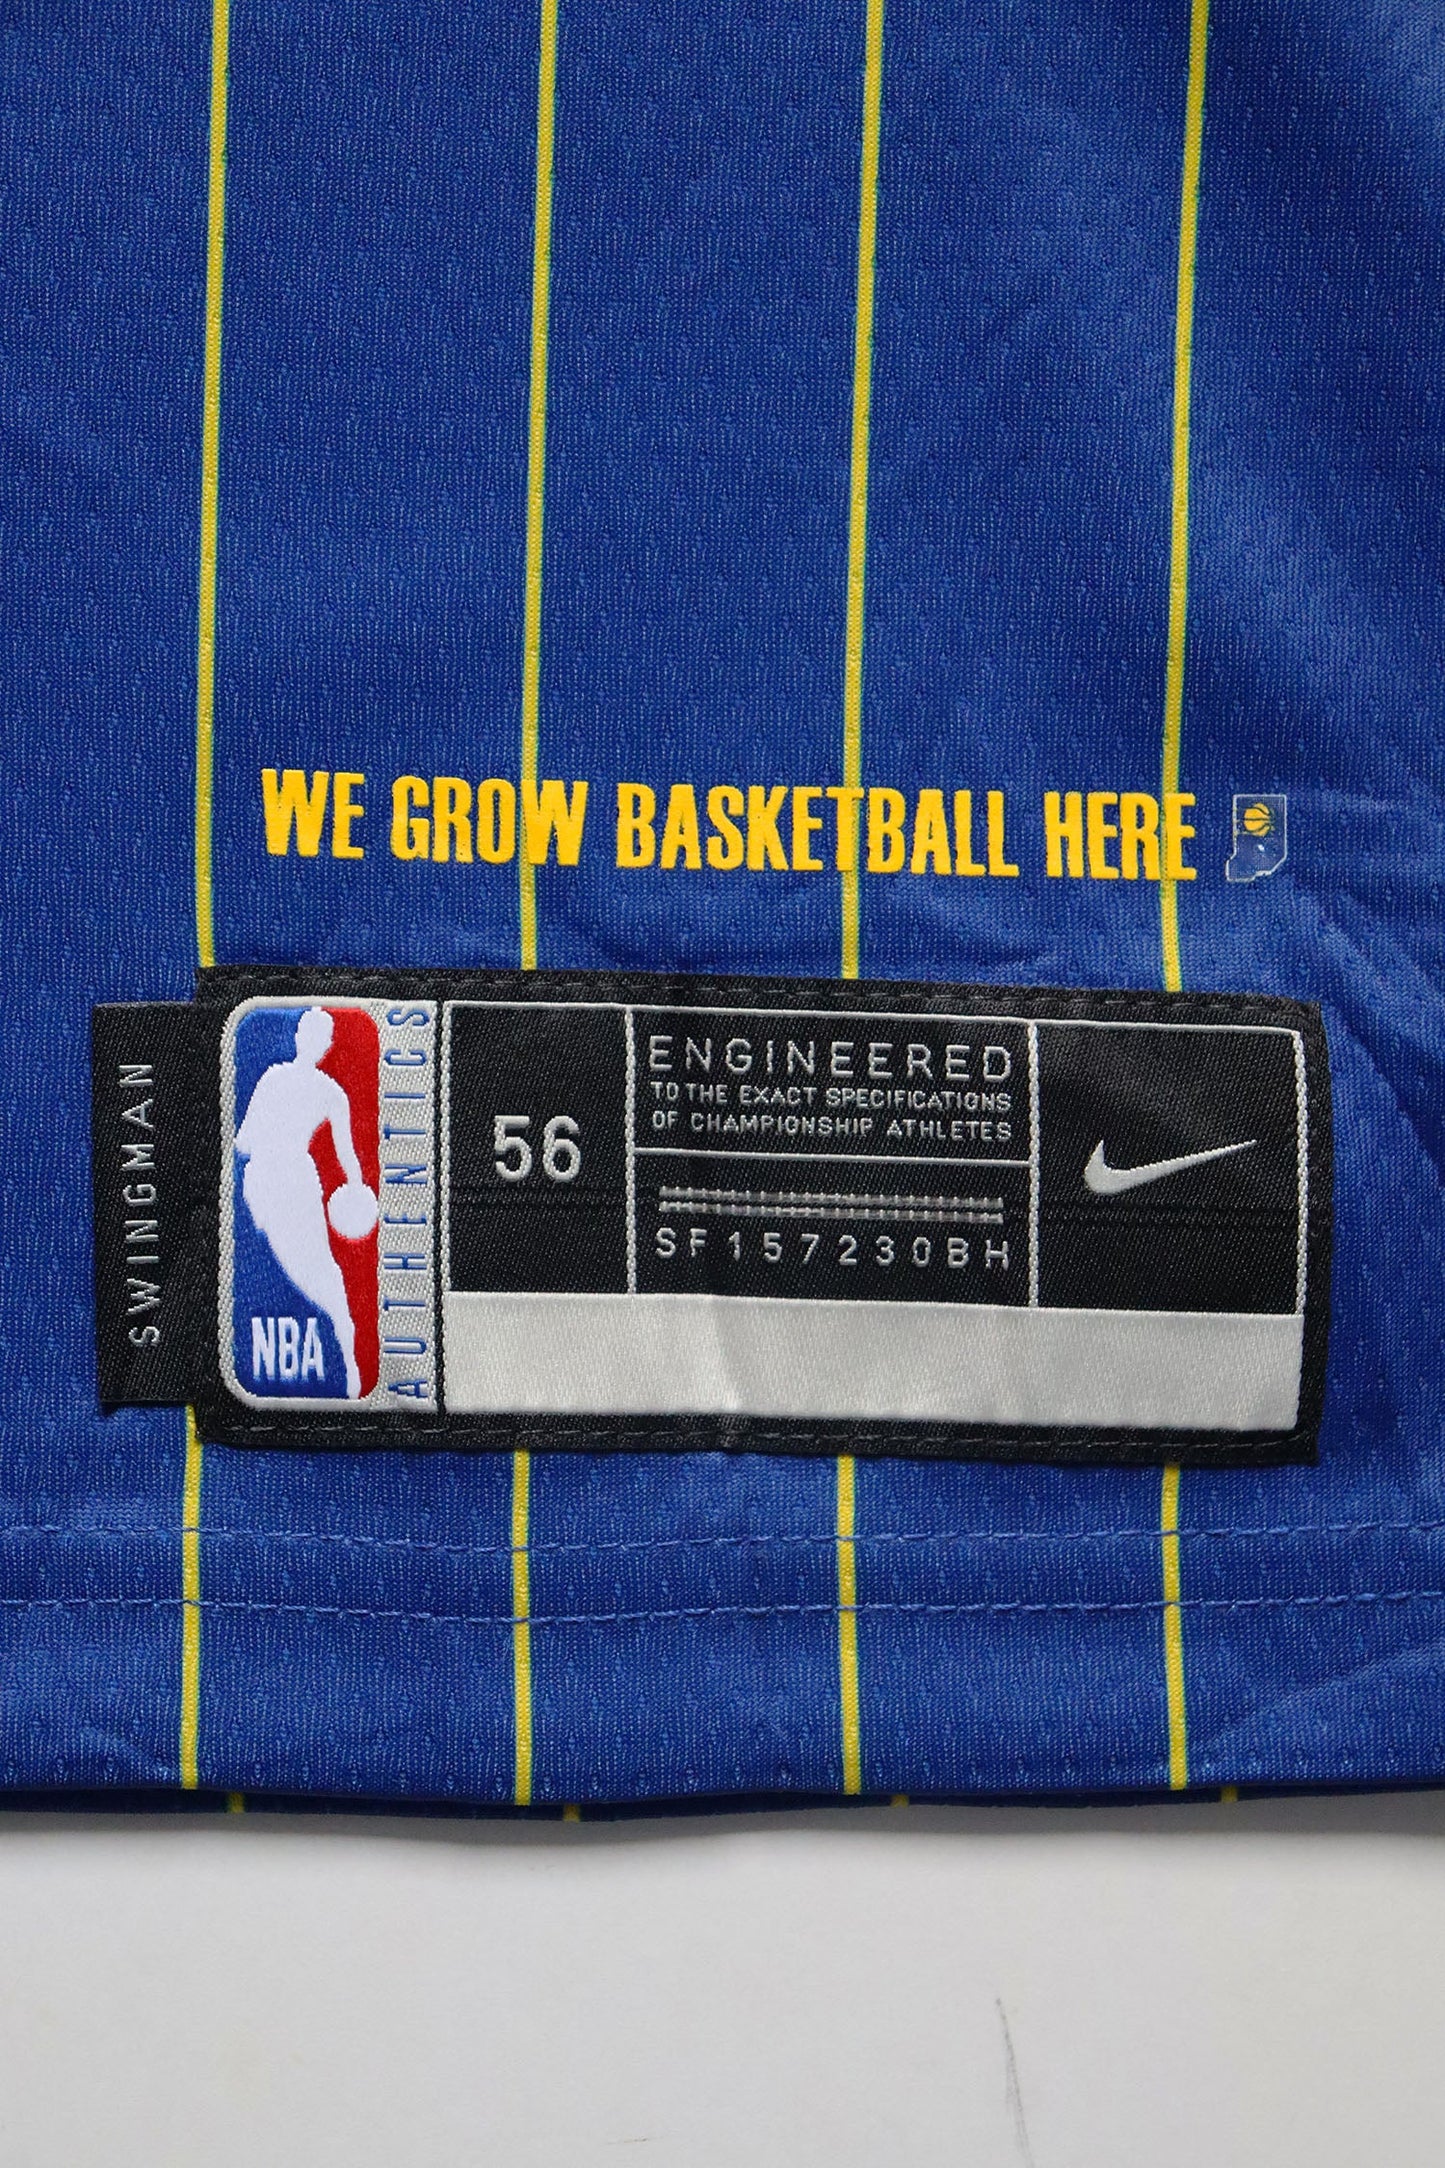 WE GROW BASKETBALL HERE
SWINGMAN
NBA
AUTHENTICS
56
ENGINEERED
TO THE EXACT SPECIFICATIONS
OF CHAMPIONSHIP ATHLETES
SF157230BH